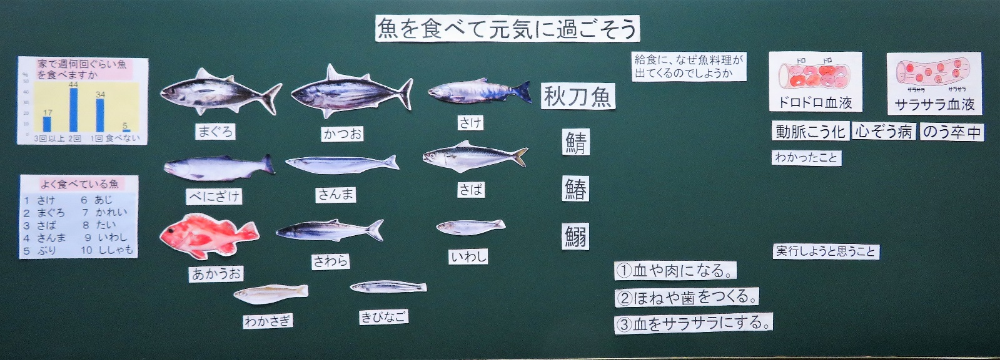 魚を食べて元気に過ごそう
家で週何回ぐらい魚
を食べますか
%
50
40
30
20
10
0
17
44
34
5
3回以上 2回 1回 食べない
よく食べている魚
1 さけ 6 あじ
2 まぐろ 7 かれい
3 さば 8 たい
4 さんま 9 いわし
5 ぶり 10 ししゃも
まぐろ
かつお
さけ
べにざけ
さんま
さば
あかうお
さわら
いわし
わかさぎ
きびなご
秋刀魚
鯖
鰆
鰯
給食に、なぜ魚料理が
出てくるのでしようか
①血や肉になる。
②ほねや歯をつくる。
③血をサラサラにする。
ドロ ドロ
ドロドロ血液
サラサラ サラサラ
サラサラ血液
動脈こう化 心ぞう病 のう卒中
わかったこと
実行しようと思うこと